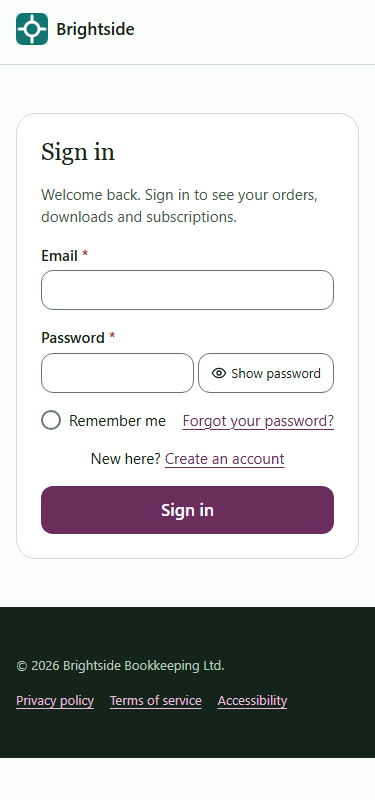 Brightside
Sign in
Welcome back. Sign in to see your orders,
downloads and subscriptions.
Email *
Password *
Show password
Remember me Forgot your password?
New here? Create an account
Sign in
© 2026 Brightside Bookkeeping Ltd.
Privacy policy Terms of service Accessibility